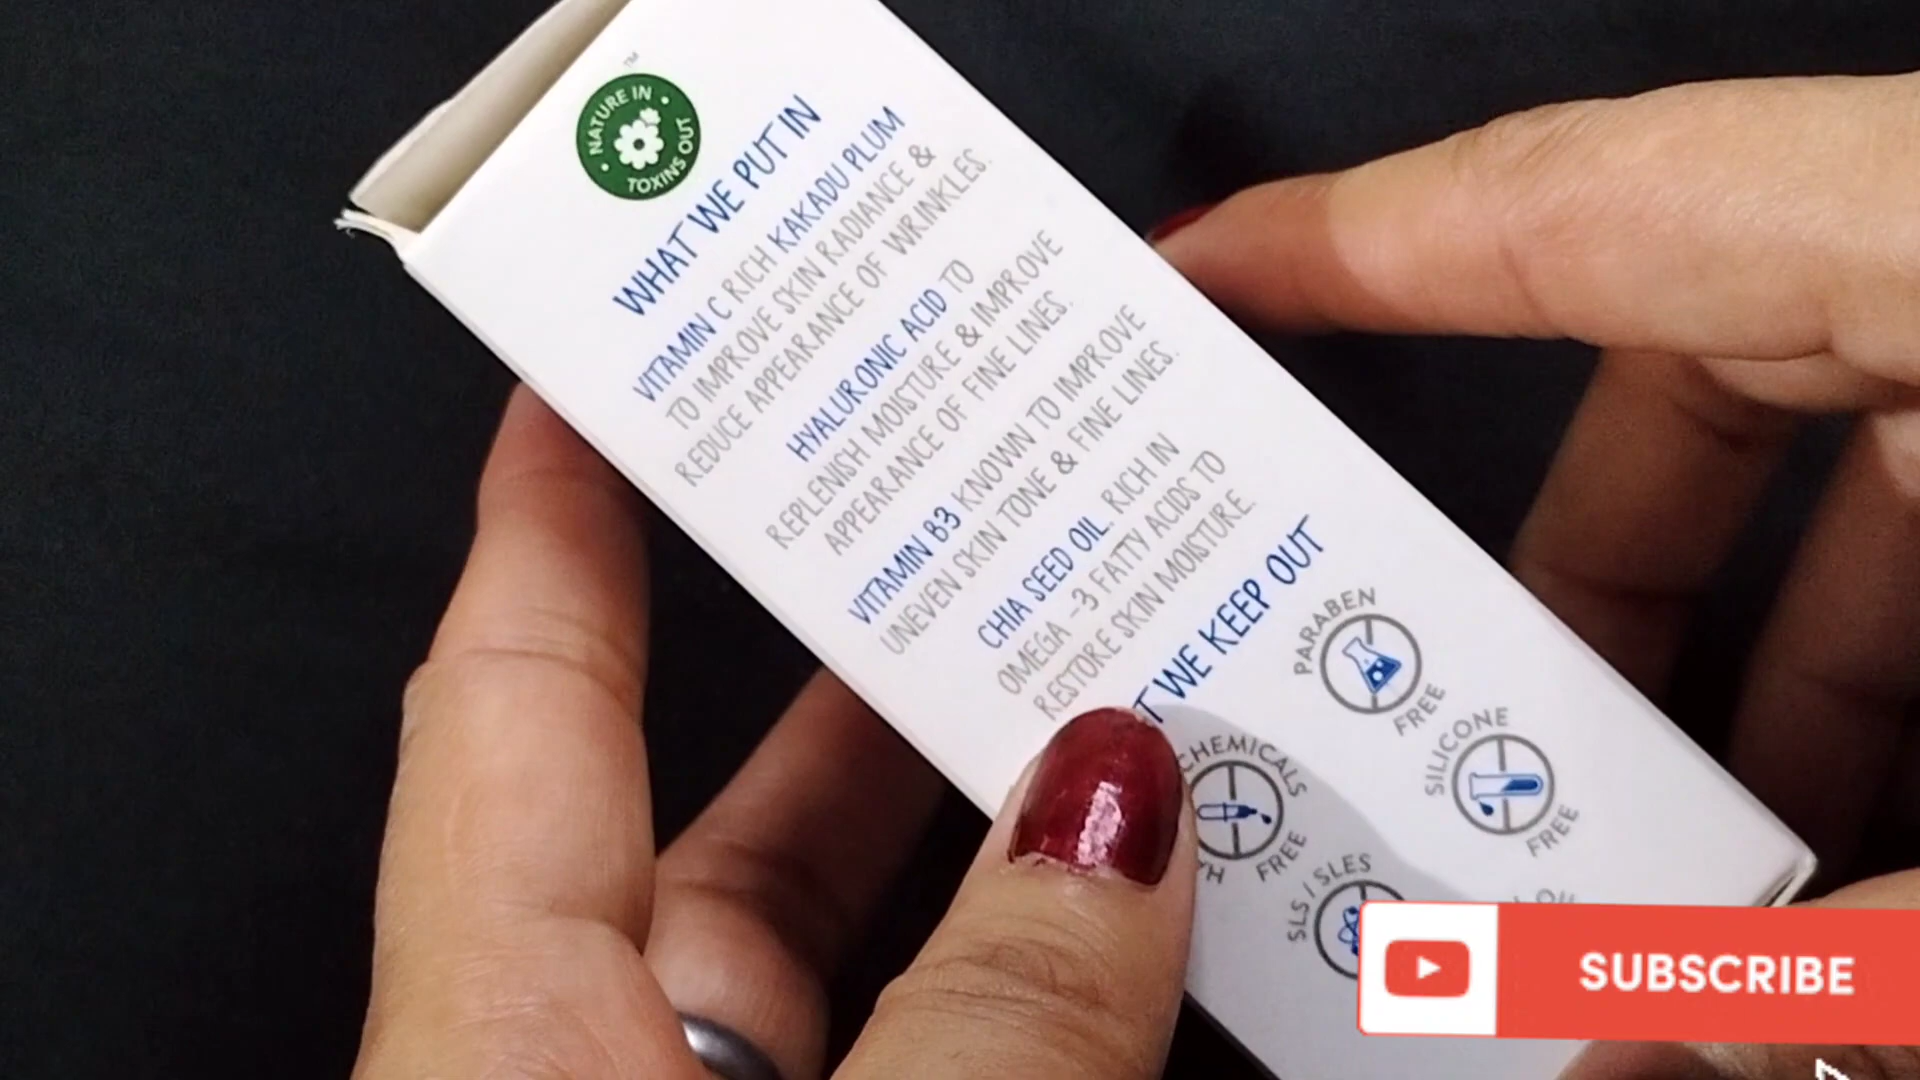 NATURE IN
TOXINS OUT
™
WHAT WE PUT IN
VITAMIN C RICH KAKADU PLUM
TO IMPROVE SKIN RADIANCE &
REDUCE APPEARANCE OF WRINKLES.
HYALURONIC ACID TO
REPLENISH MOISTURE & IMPROVE
APPEARANCE OF FINE LINES.
VITAMIN B3 KNOWN TO IMPROVE
UNEVEN SKIN TONE & FINE LINES.
CHIA SEED OIL. RICH IN
OMEGA -3 FATTY ACIDS TO
RESTORE SKIN MOISTURE.
T WE KEEP OUT
PARABEN
FREE
CHEMICALS
FREE
SILICONE
FREE
SLS / SLES
SUBSCRIBE